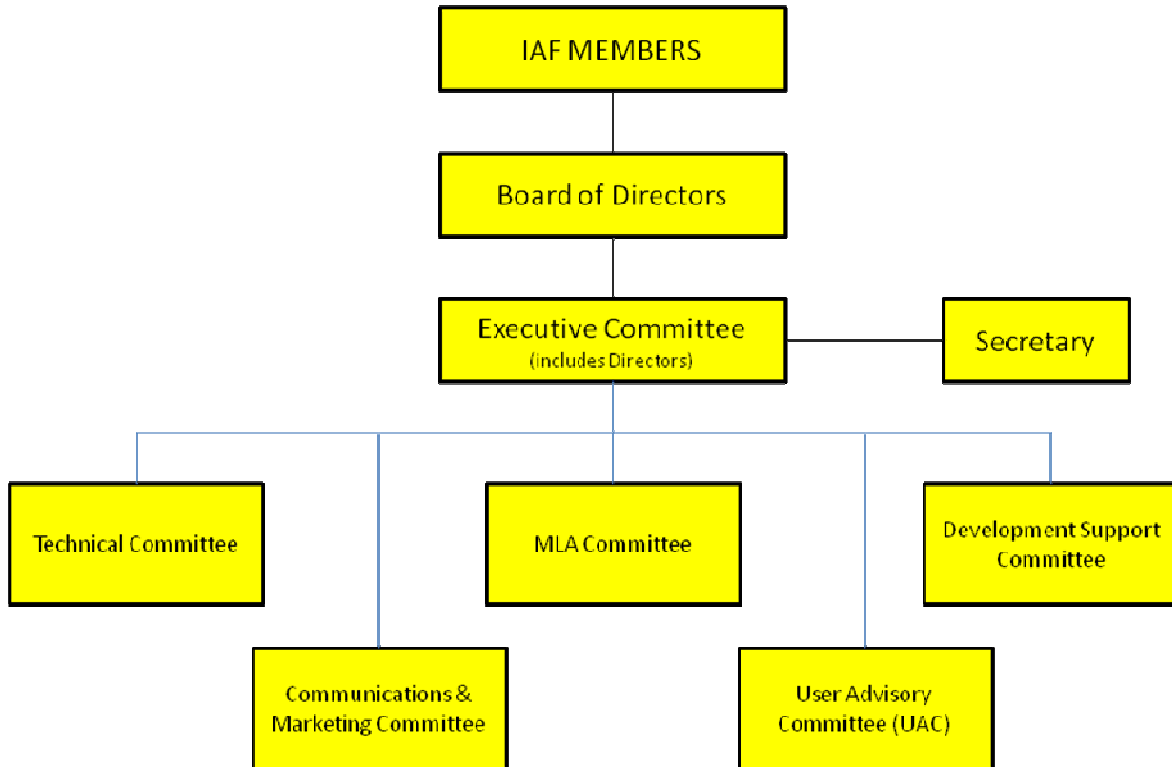 IAF MEMBERS
Board of Directors
Executive Committee
(includes Directors)
Secretary
Technical Committee
MLA Committee
Development Support
Committee
Communications &
Marketing Committee
User Advisory
Committee (UAC)